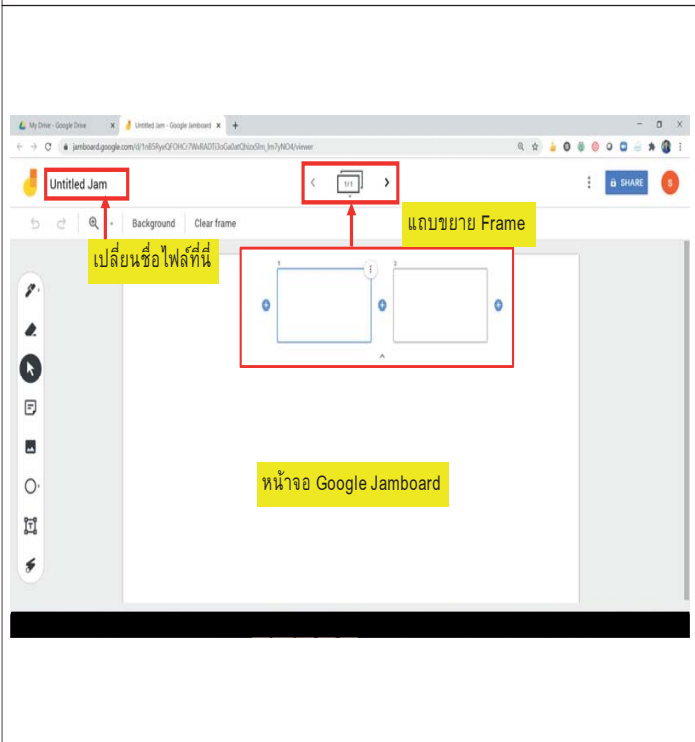 My Drive - Google Drive
Untitled Jam - Google Jamboard
Untitled Jam
1/1
SHARE
S
Background
Clear frame
แถบขยาย Frame
เปลี่ยนชื่อไฟล์ที่นี่
1
2
หน้าจอ Google Jamboard